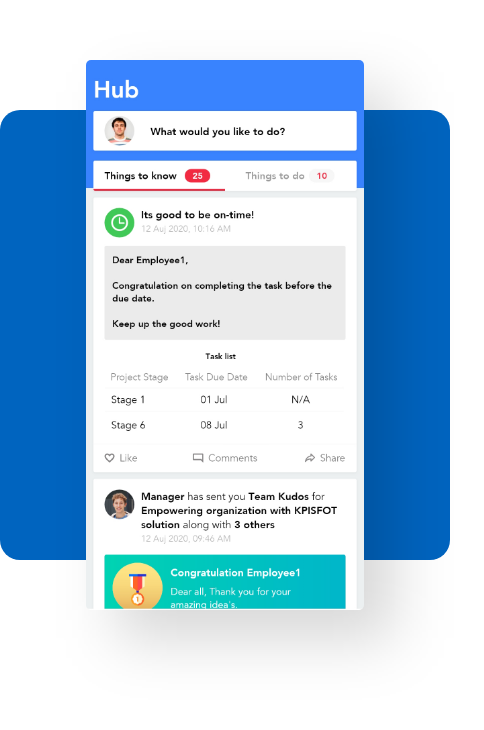 Hub
What would you like to do?
Things to know 25 Things to do 10
Its good to be on-time!
12 Auj 2020, 10:16 AM
Dear Employee1,
Congratulation on completing the task before the
due date.
Keep up the good work!
Task list
Project Stage Task Due Date Number of Tasks
Stage 1 01 Jul N/A
Stage 6 08 Jul 3
Like Comments Share
Manager has sent you Team Kudos for
Empowering organization with KPISFOT
solution along with 3 others
12 Auj 2020, 09:46 AM
Congratulation Employee1
Dear all, Thank you for your
amazing idea's.
1